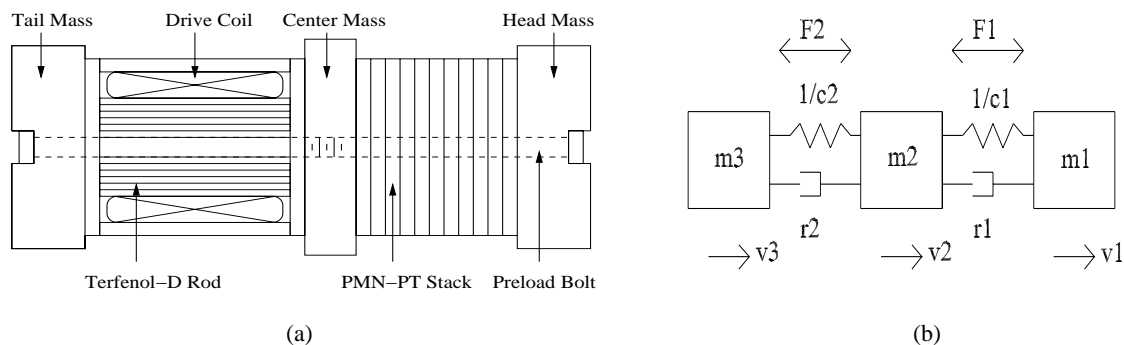 Tail Mass
Drive Coil
Center Mass
Head Mass
Terfenol−D Rod
PMN−PT Stack
Preload Bolt
(a)
F2
F1
1/c2
1/c1
m3
m2
m1
r2
r1
v3
v2
v1
(b)